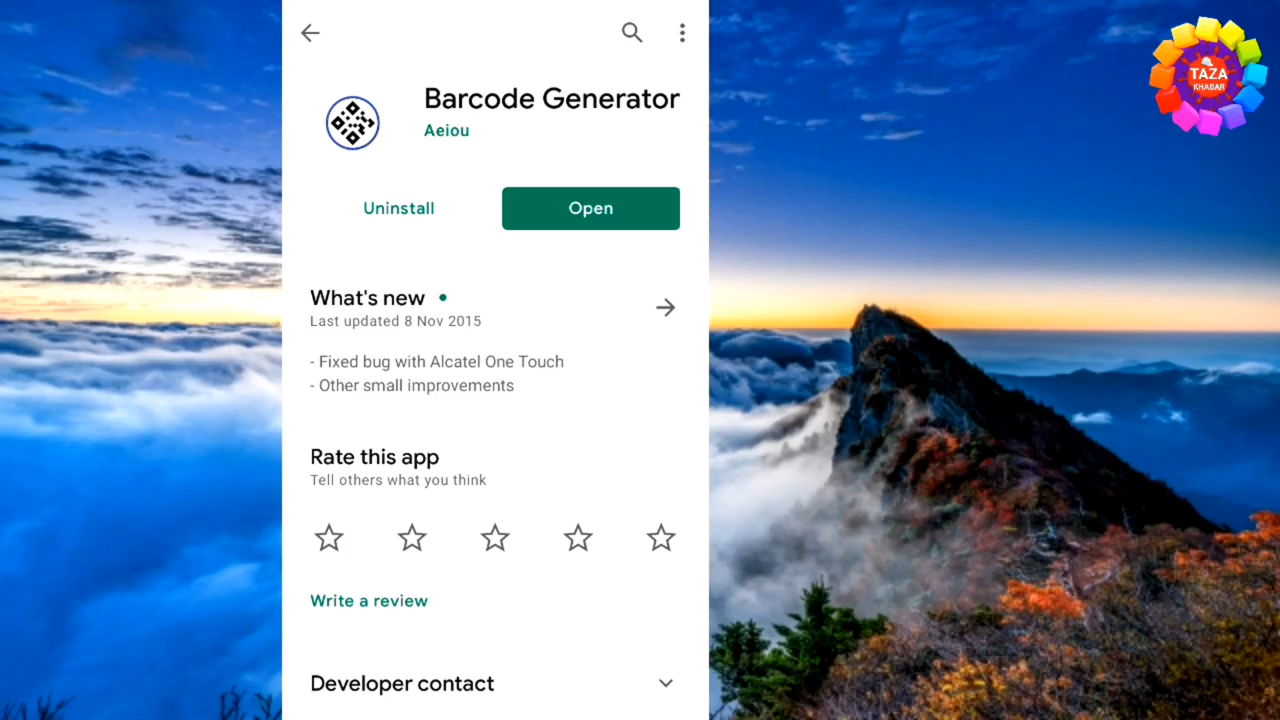 Barcode Generator
Aeiou
Uninstall
Open
What's new
Last updated 8 Nov 2015
- Fixed bug with Alcatel One Touch
- Other small improvements
Rate this app
Tell others what you think
Write a review
Developer contact
TAZA
KHABAR